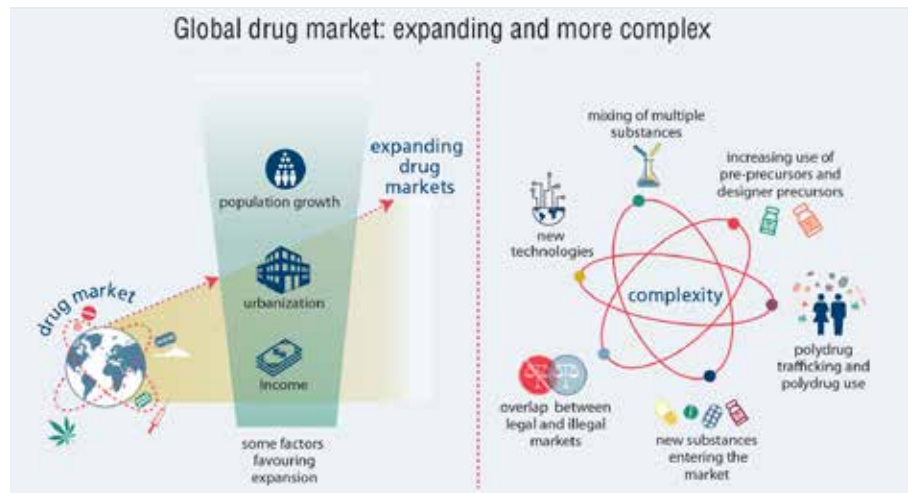 Global drug market: expanding and more complex
drug market
population growth
urbanization
Income
some factors
favouring
expansion
expanding
drug
markets
mixing of multiple
substances
increasing use of
pre-precursors and
designer precursors
new
technologies
complexity
polydrug
trafficking and
polydrug use
overlap between
legal and illegal
markets
new substances
entering the
market